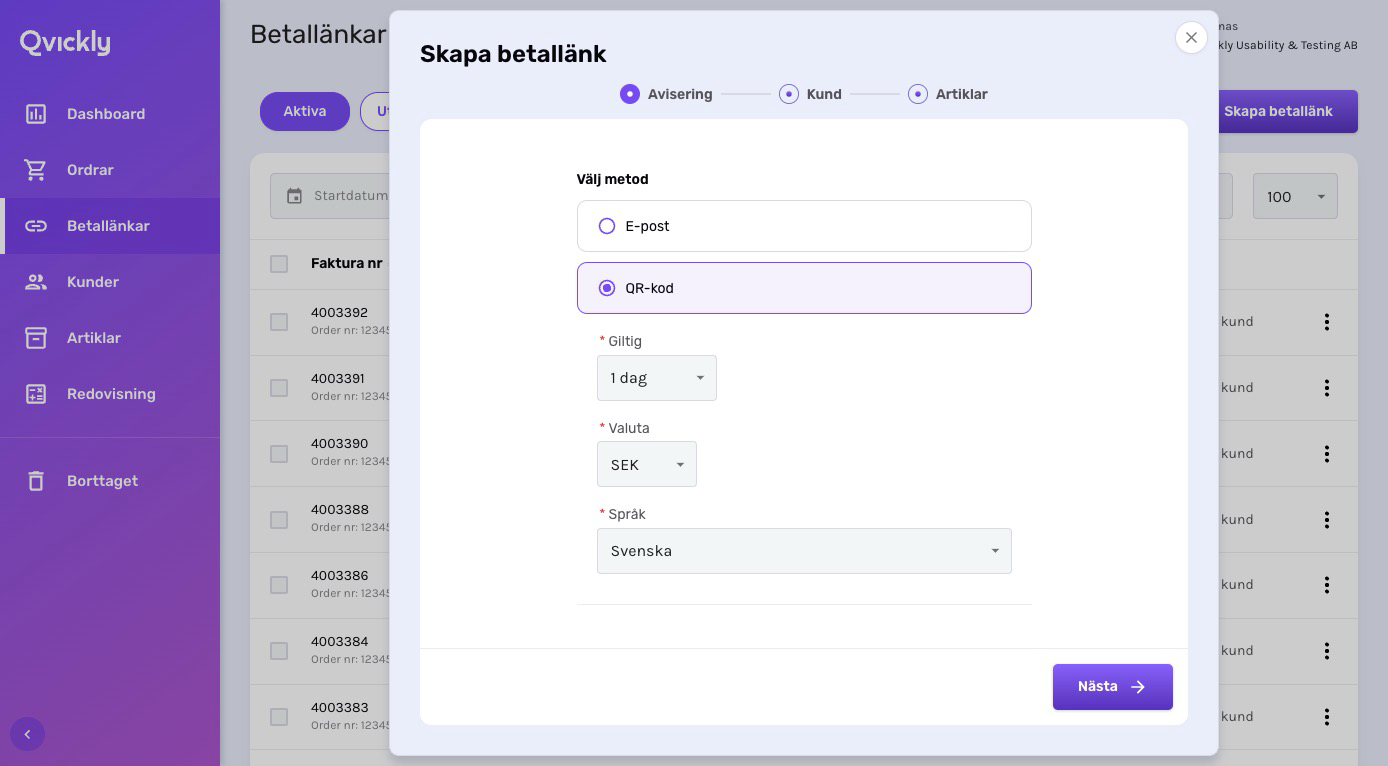 Qvickly
Dashboard
Ordrar
Betallänkar
Kunder
Artiklar
Redovisning
Borttaget
Betallänkar
kly Usability & Testing AB
Aktiva
Skapa betallänk
Startdatum
100
Faktura nr
4003392
Order nr: 12345
kund
4003391
Order nr: 12345
kund
4003390
Order nr: 12345
kund
4003388
Order nr: 12345
kund
4003386
Order nr: 12345
kund
4003384
Order nr: 12345
kund
4003383
Order nr: 12345
kund
Skapa betallänk
Avisering
Kund
Artiklar
Välj metod
E-post
QR-kod
* Giltig
1 dag
* Valuta
SEK
* Språk
Svenska
Nästa